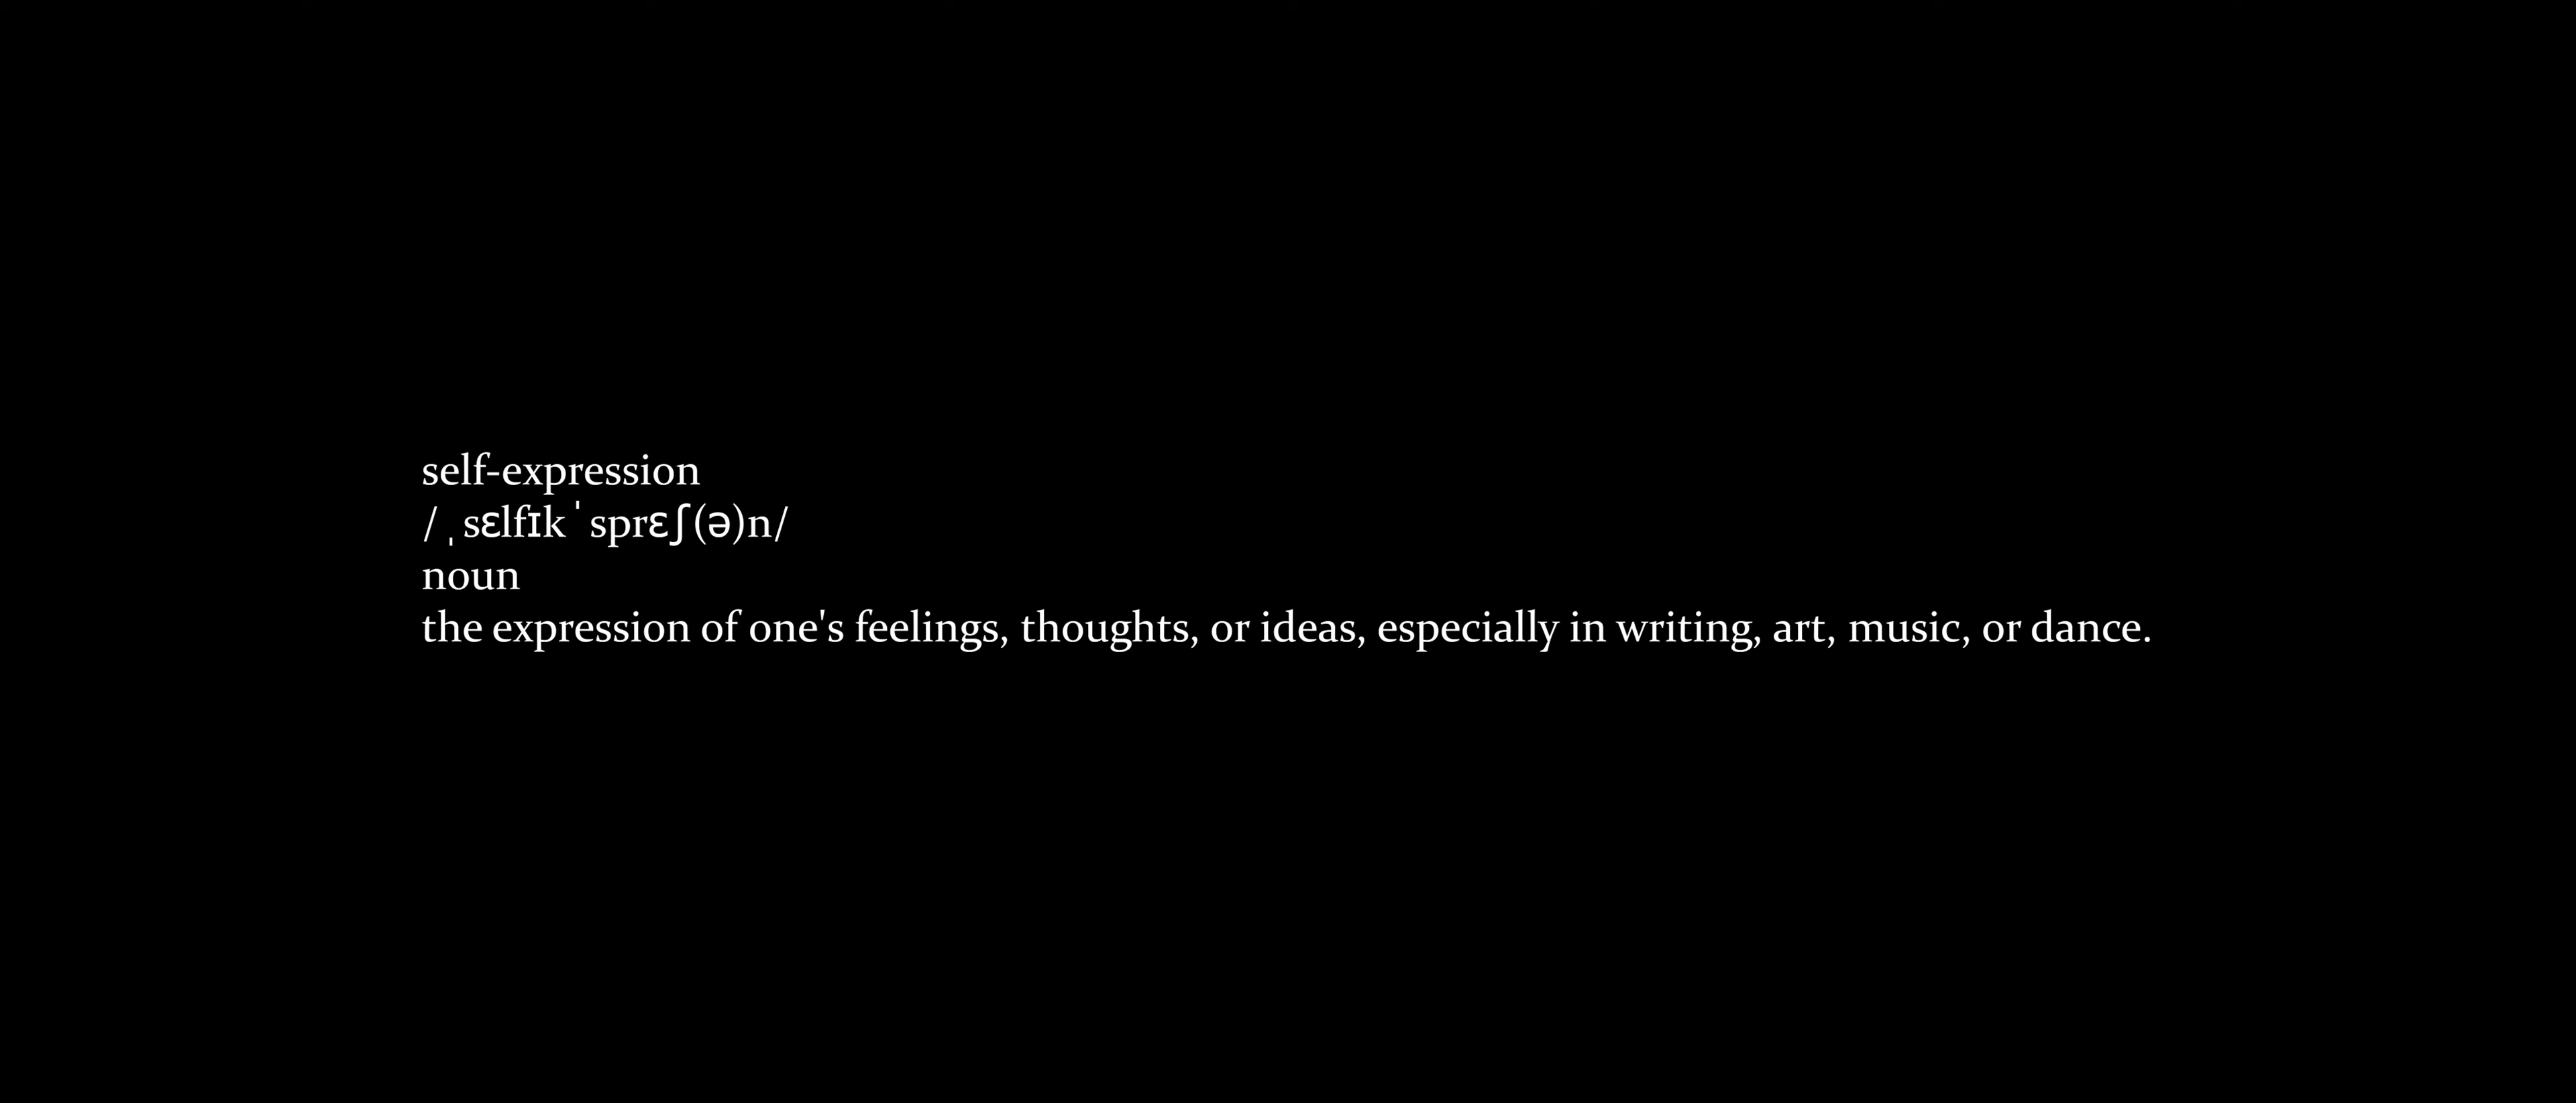 self-expression
/ˌsɛlfɪkˈsprɛʃ(ə)n/
noun
the expression of one's feelings, thoughts, or ideas, especially in writing, art, music, or dance.